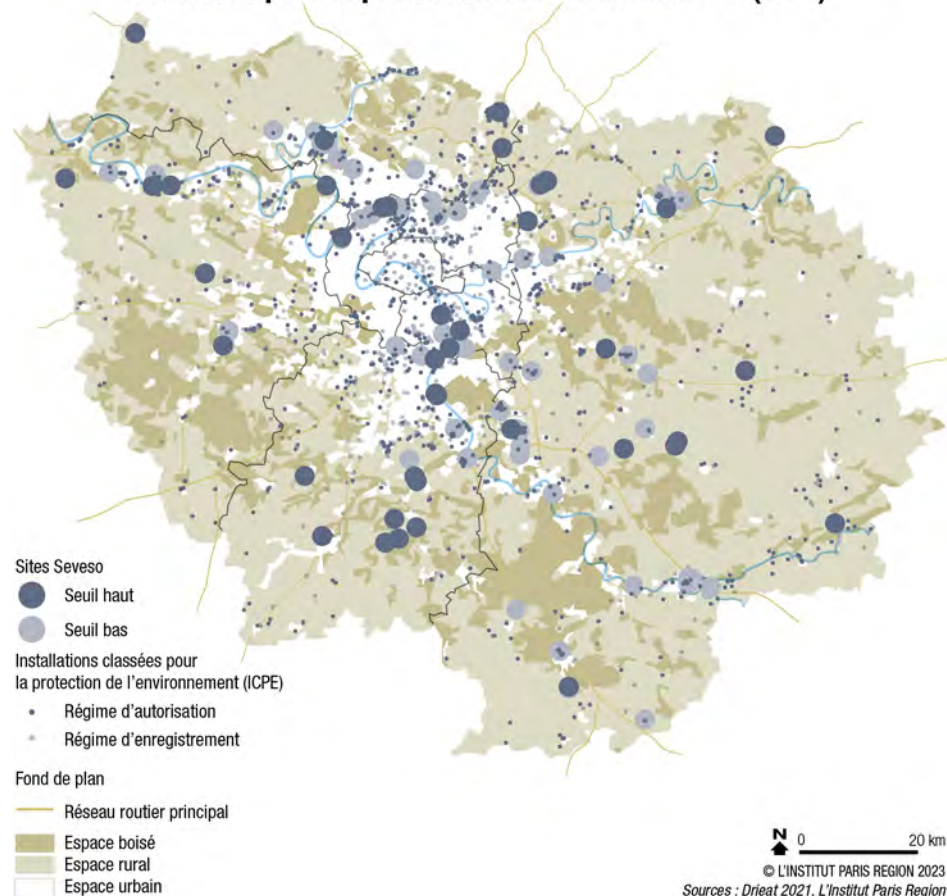 Sites Seveso
Seuil haut
Seuil bas
Installations classées pour
la protection de l'environnement (ICPE)
Régime d'autorisation
Régime d'enregistrement
Fond de plan
Réseau routier principal
Espace boisé
Espace rural
Espace urbain
N 0 20 km
© L'INSTITUT PARIS REGION 2023
Sources : Drieat 2021, L'Institut Paris Region